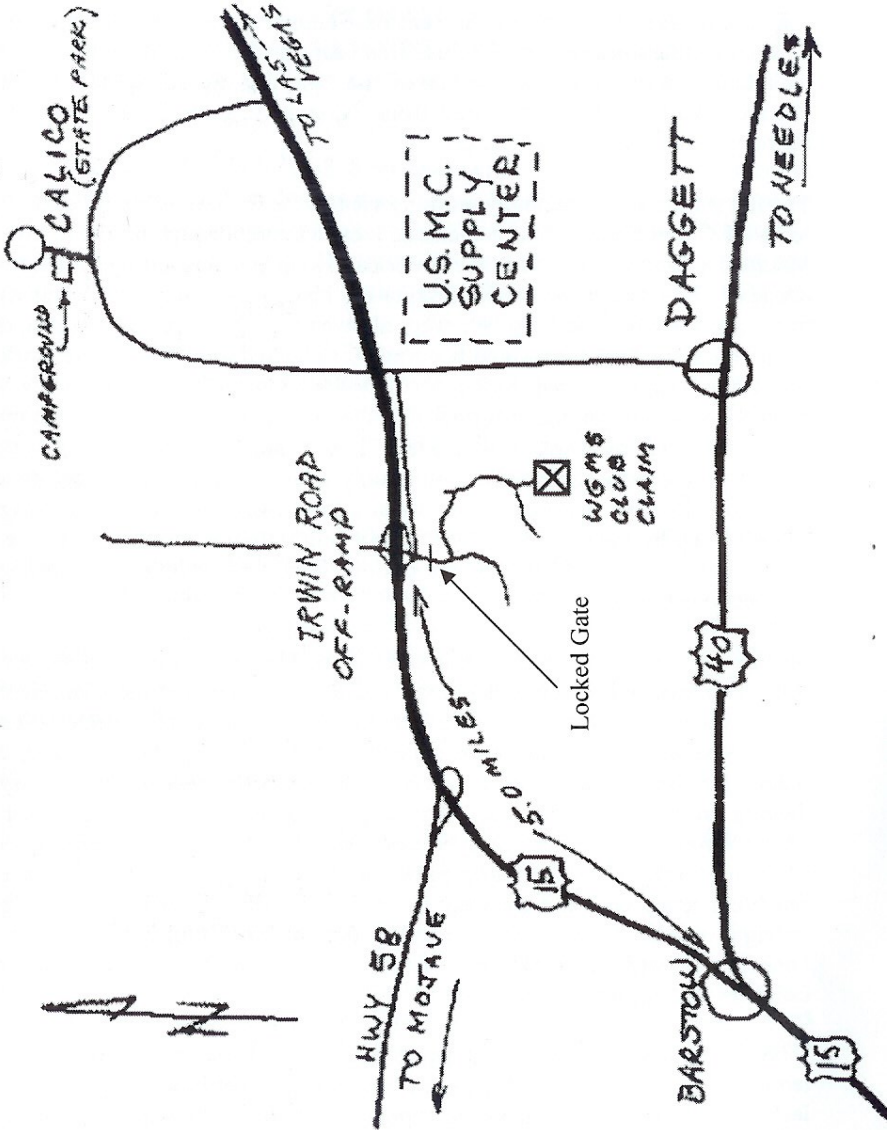 CALICO
(STATE PARK)
CAMPGROUND
TO LAS
VEGAS
U.S.M.C.
SUPPLY
CENTER
IRWIN ROAD
OFF-RAMP
WGMS
CLUB
CLAIM
DAGGETT
TO NEEDLES
Locked Gate
5.0 MILES
HWY 58
TO MOJAVE
N
15
40
BARSTOW
15